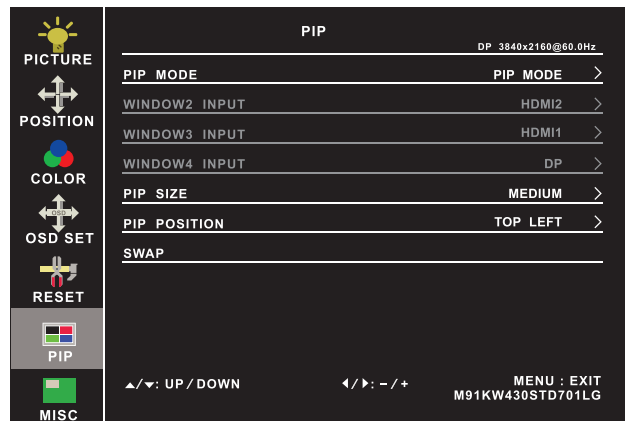 PICTURE
POSITION
COLOR
OSD
OSD SET
RESET
PIP
MISC
PIP
DP 3840x2160@60.0Hz
PIP MODE PIP MODE >
WINDOW2 INPUT HDMI2 >
WINDOW3 INPUT HDMI1 >
WINDOW4 INPUT DP >
PIP SIZE MEDIUM >
PIP POSITION TOP LEFT >
SWAP
▲/▼: UP/DOWN ◀/▶: -/+ MENU : EXIT
M91KW430STD701LG